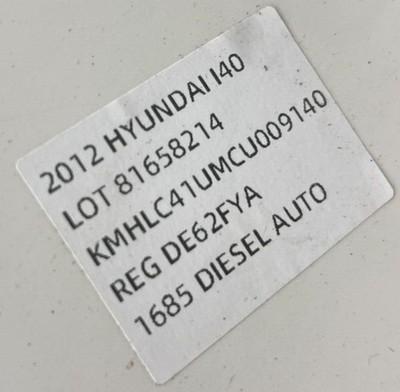 2012 HYUNDAI I40
LOT 81658214
KMHLC41UMCU009140
REG DE62FYA
1685 DIESEL AUTO